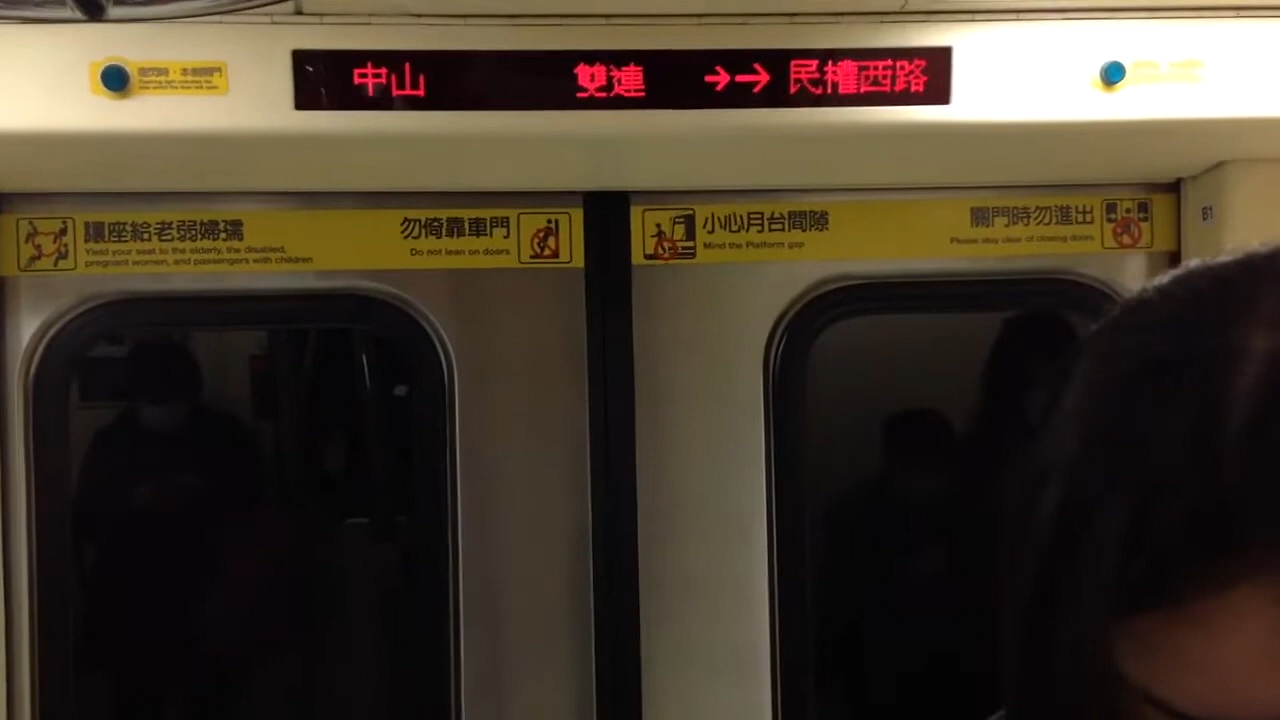 中山 雙連 →→ 民權西路
讓座給老弱婦孺
Yield your seat to the elderly, the disabled,
pregnant women, and passengers with children
勿倚靠車門
Do not lean on doors
小心月台間隙
Mind the Platform gap
關門時勿進出
Please stay clear of closing doors
B1